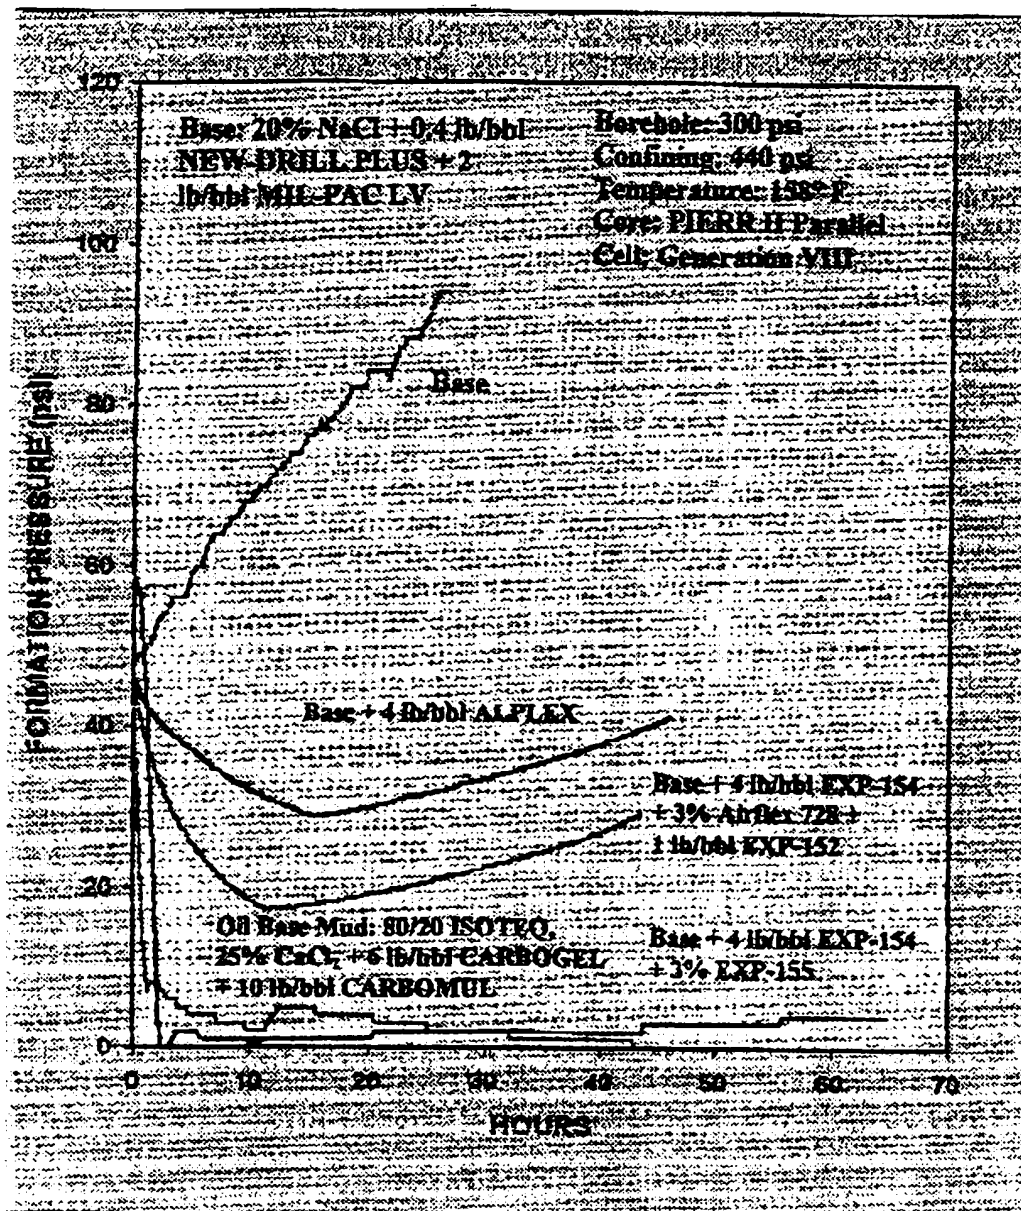 120
100
80
60
40
20
0
FORMATION PRESSURE (psi)
Base: 20% NaCl + 0.4 lb/bbl
NEW-DRILL PLUS + 2
lb/bbl MIL-PAC LV
Borehole: 300 psi
Confining: 440 psi
Temperature: 158° F
Core: PIERR II Parallel
Cell: Generation VIII
Base
Base + 4 lb/bbl ALPLEX
Base + 4 lb/bbl EXP-154
+ 3% Airflex 728 +
1 lb/bbl EXP-152
Oil Base Mud: 80/20 ISOTEQ,
25% CaCl₂ + 6 lb/bbl CARBOGEL
+ 10 lb/bbl CARBOMUL
Base + 4 lb/bbl EXP-154
+ 3% EXP-155
0 10 20 30 40 50 60 70
HOURS